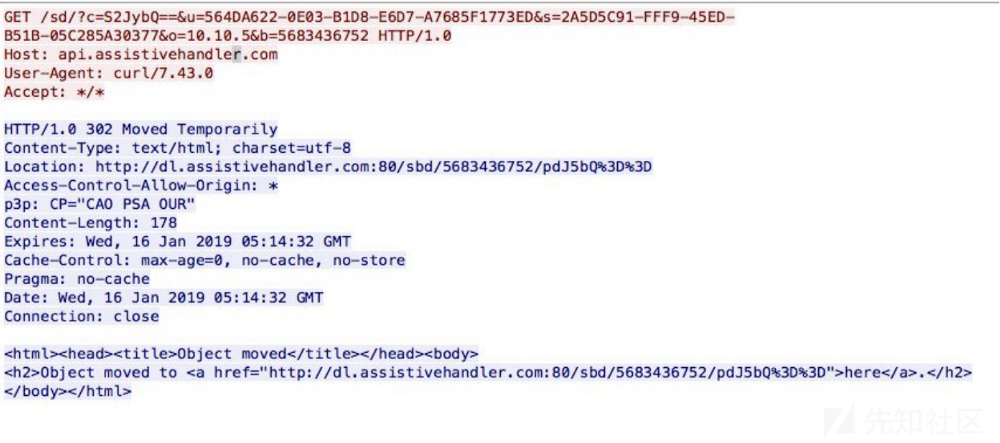 GET /sd/?c=S2JybQ==&u=564DA622-0E03-B1D8-E6D7-A7685F1773ED&s=2A5D5C91-FFF9-45ED-
B51B-05C285A30377&o=10.10.5&b=5683436752 HTTP/1.0
Host: api.assistivehandler.com
User-Agent: curl/7.43.0
Accept: */*
HTTP/1.0 302 Moved Temporarily
Content-Type: text/html; charset=utf-8
Location: http://dl.assistivehandler.com:80/sbd/5683436752/pdJ5bQ%3D%3D
Access-Control-Allow-Origin: *
p3p: CP="CAO PSA OUR"
Content-Length: 178
Expires: Wed, 16 Jan 2019 05:14:32 GMT
Cache-Control: max-age=0, no-cache, no-store
Pragma: no-cache
Date: Wed, 16 Jan 2019 05:14:32 GMT
Connection: close
<html><head><title>Object moved</title></head><body>
<h2>Object moved to <a href="http://dl.assistivehandler.com:80/sbd/5683436752/pdJ5bQ%3D%3D">here</a>.</h2>
</body></html>
先知社区